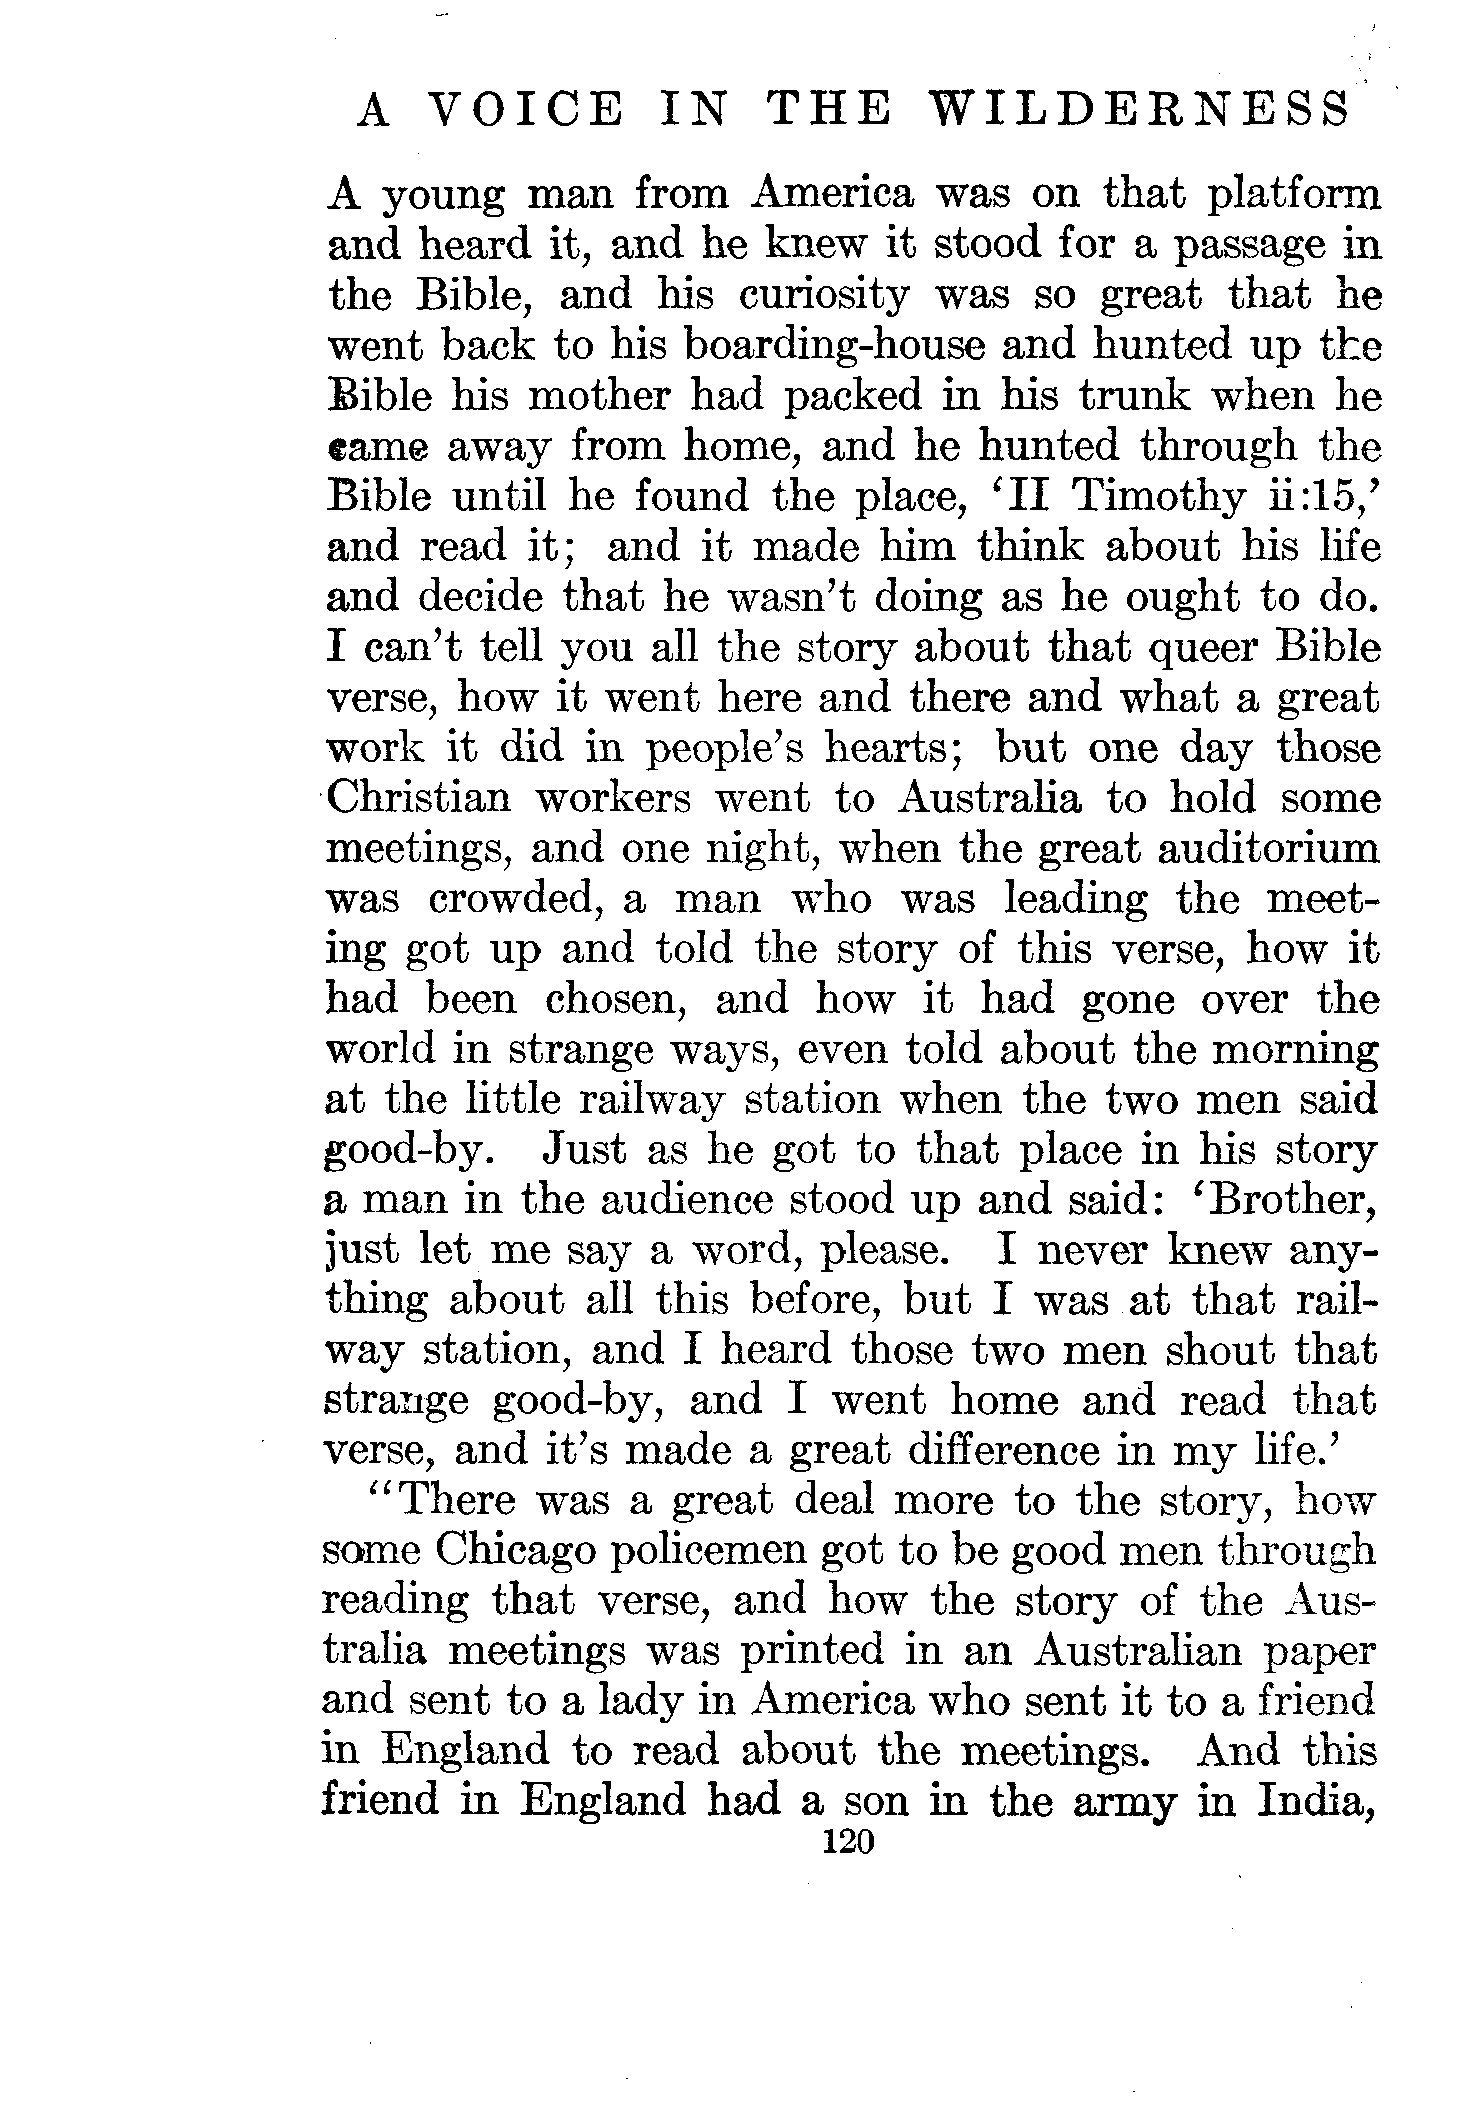 A VOICE IN THE WILDERNESS
A young man from America was on that platform
and heard it, and he knew it stood for a passage in
the Bible, and his curiosity was so great that he
went back to his boarding-house and hunted up the
Bible his mother had packed in his trunk when he
came away from home, and he hunted through the
Bible until he found the place, 'II Timothy ii:15,'
and read it; and it made him think about his life
and decide that he wasn't doing as he ought to do.
I can't tell you all the story about that queer Bible
verse, how it went here and there and what a great
work it did in people's hearts; but one day those
Christian workers went to Australia to hold some
meetings, and one night, when the great auditorium
was crowded, a man who was leading the meet-
ing got up and told the story of this verse, how it
had been chosen, and how it had gone over the
world in strange ways, even told about the morning
at the little railway station when the two men said
good-by. Just as he got to that place in his story
a man in the audience stood up and said: 'Brother,
just let me say a word, please. I never knew any-
thing about all this before, but I was at that rail-
way station, and I heard those two men shout that
strange good-by, and I went home and read that
verse, and it's made a great difference in my life.'
"There was a great deal more to the story, how
some Chicago policemen got to be good men through
reading that verse, and how the story of the Aus-
tralia meetings was printed in an Australian paper
and sent to a lady in America who sent it to a friend
in England to read about the meetings. And this
friend in England had a son in the army in India,
120